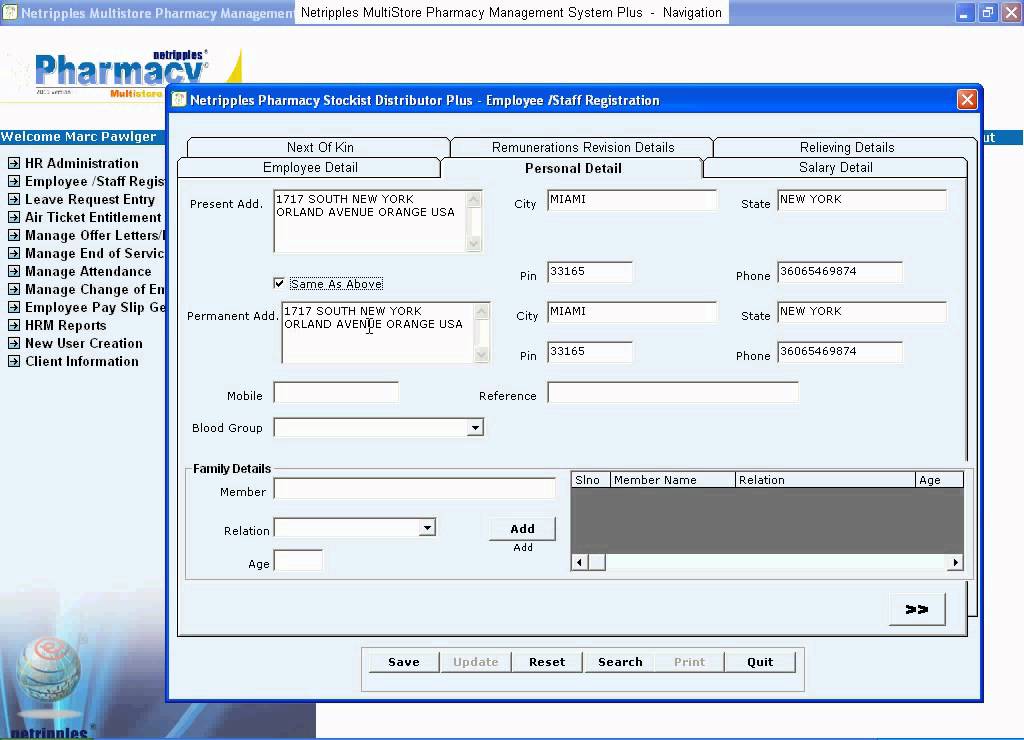 Netripples Multistore Pharmacy Management
Netripples MultiStore Pharmacy Management System Plus - Navigation
netripples
Pharmacy
Multistore
Welcome Marc Pawlger
ut
HR Administration
Employee /Staff Regis
Leave Request Entry
Air Ticket Entitlement
Manage Offer Letters/
Manage End of Servic
Manage Attendance
Manage Change of En
Employee Pay Slip Ge
HRM Reports
New User Creation
Client Information
Netripples Pharmacy Stockist Distributor Plus - Employee /Staff Registration
Next Of Kin
Remunerations Revision Details
Relieving Details
Employee Detail
Personal Detail
Salary Detail
Present Add.
1717 SOUTH NEW YORK
ORLAND AVENUE ORANGE USA
City
MIAMI
State
NEW YORK
Pin
33165
Phone
36065469874
Same As Above
Permanent Add.
1717 SOUTH NEW YORK
ORLAND AVENUE ORANGE USA
City
MIAMI
State
NEW YORK
Pin
33165
Phone
36065469874
Mobile
Reference
Blood Group
Family Details
Member
Relation
Age
Add
Add
Slno Member Name Relation Age
>>
Save Update Reset Search Print Quit
netripples